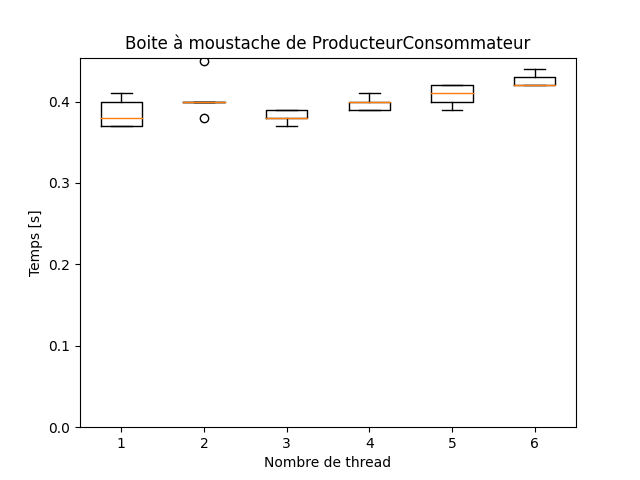 Boite à moustache de ProducteurConsommateur
Temps [s]
0.4
0.3
0.2
0.1
0.0
1 2 3 4 5 6
Nombre de thread